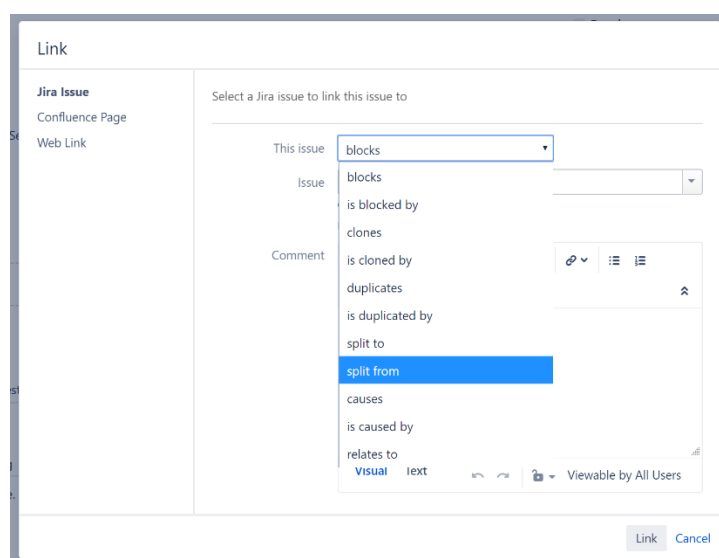 Link
Jira Issue
Confluence Page
Web Link
Select a Jira issue to link this issue to
This issue
blocks
Issue
blocks
is blocked by
clones
Comment
is cloned by
duplicates
is duplicated by
split to
split from
causes
is caused by
relates to
Visual Text
Viewable by All Users
Link Cancel